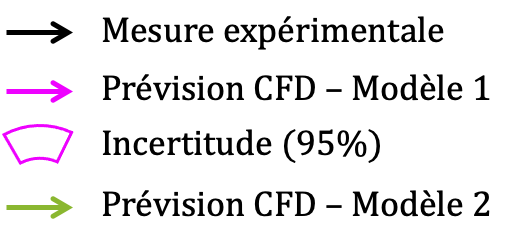 Mesure expérimentale
Prévision CFD – Modèle 1
Incertitude (95%)
Prévision CFD – Modèle 2